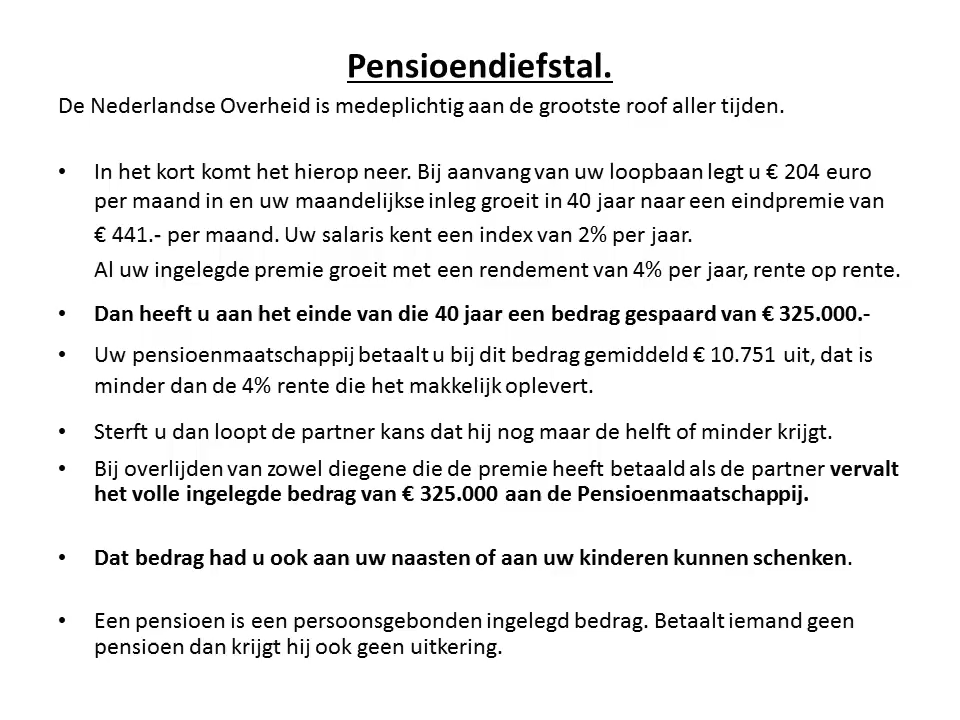 Pensioendiefstal.
De Nederlandse Overheid is medeplichtig aan de grootste roof aller tijden.
• In het kort komt het hierop neer. Bij aanvang van uw loopbaan legt u € 204 euro
per maand in en uw maandelijkse inleg groeit in 40 jaar naar een eindpremie van
€ 441.- per maand. Uw salaris kent een index van 2% per jaar.
Al uw ingelegde premie groeit met een rendement van 4% per jaar, rente op rente.
• Dan heeft u aan het einde van die 40 jaar een bedrag gespaard van € 325.000.-
• Uw pensioenmaatschappij betaalt u bij dit bedrag gemiddeld € 10.751 uit, dat is
minder dan de 4% rente die het makkelijk oplevert.
• Sterft u dan loopt de partner kans dat hij nog maar de helft of minder krijgt.
• Bij overlijden van zowel diegene die de premie heeft betaald als de partner vervalt
het volle ingelegde bedrag van € 325.000 aan de Pensioenmaatschappij.
• Dat bedrag had u ook aan uw naasten of aan uw kinderen kunnen schenken.
• Een pensioen is een persoonsgebonden ingelegd bedrag. Betaalt iemand geen
pensioen dan krijgt hij ook geen uitkering.